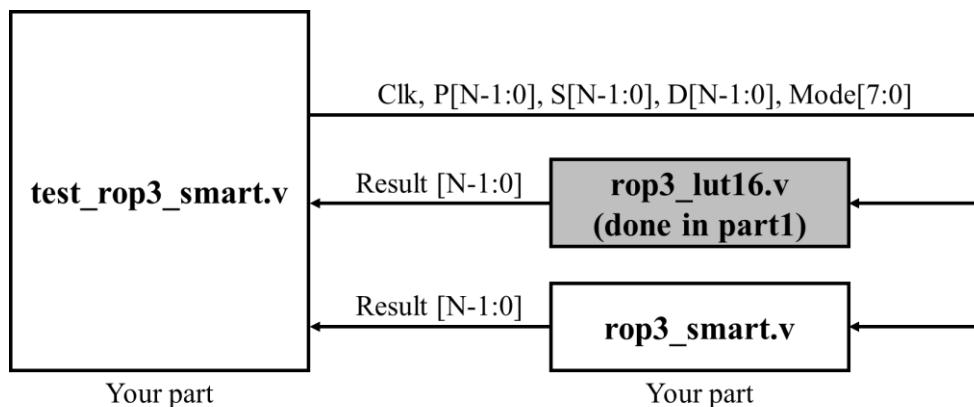 Clk, P[N-1:0], S[N-1:0], D[N-1:0], Mode[7:0]
test_rop3_smart.v
Result [N-1:0]
rop3_lut16.v
(done in part1)
Result [N-1:0]
rop3_smart.v
Your part
Your part